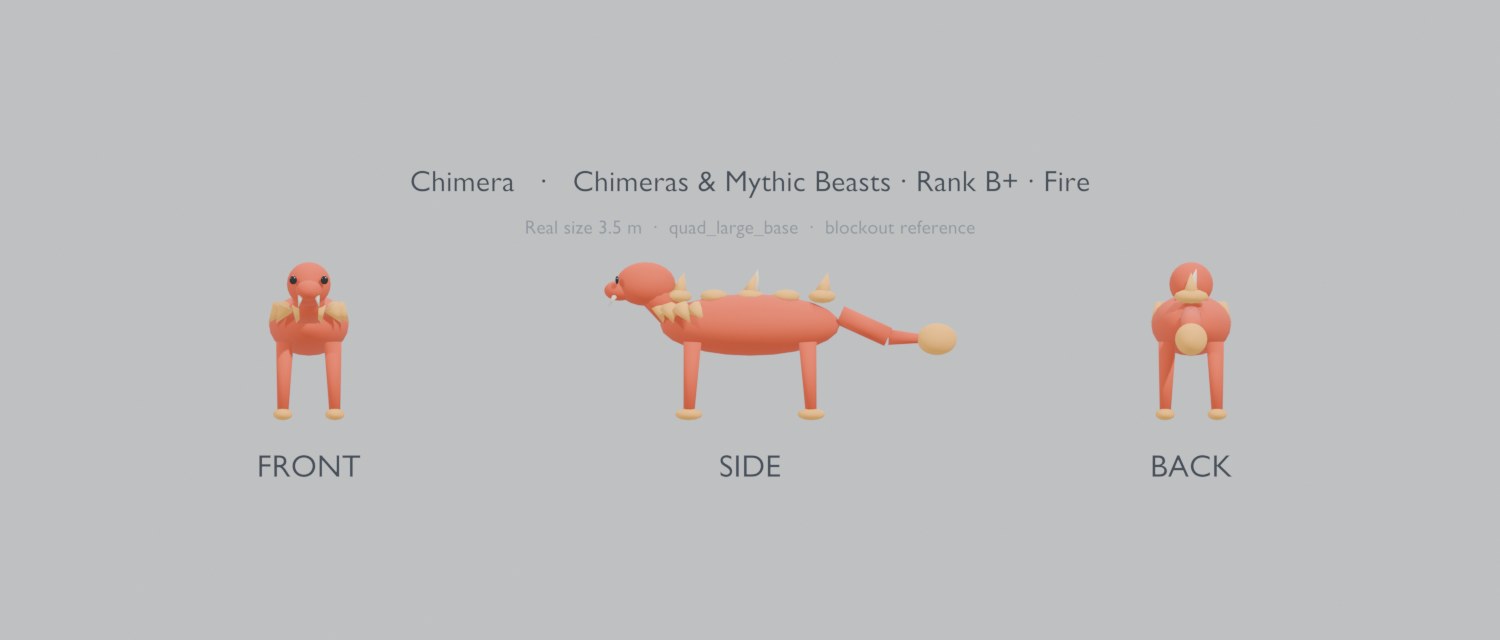 Chimera · Chimeras & Mythic Beasts · Rank B+ · Fire
Real size 3.5 m · quad_large_base · blockout reference
FRONT
SIDE
BACK